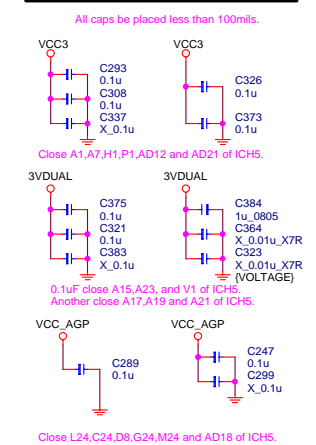 All caps be placed less than 100mils.
VCC3
VCC3
C293
0.1u
C308
0.1u
C337
X_0.1u
C326
0.1u
C373
0.1u
Close A1,A7,H1,P1,AD12 and AD21 of ICH5.
3VDUAL
3VDUAL
C375
0.1u
C321
0.1u
C383
X_0.1u
C384
1u_0805
C364
X_0.01u_X7R
C323
X_0.01u_X7R
{VOLTAGE}
0.1uF close A15,A23, and V1 of ICH5.
Another close A17,A19 and A21 of ICH5.
VCC_AGP
VCC_AGP
C289
0.1u
C247
0.1u
C299
X_0.1u
Close L24,C24,D8,G24,M24 and AD18 of ICH5.